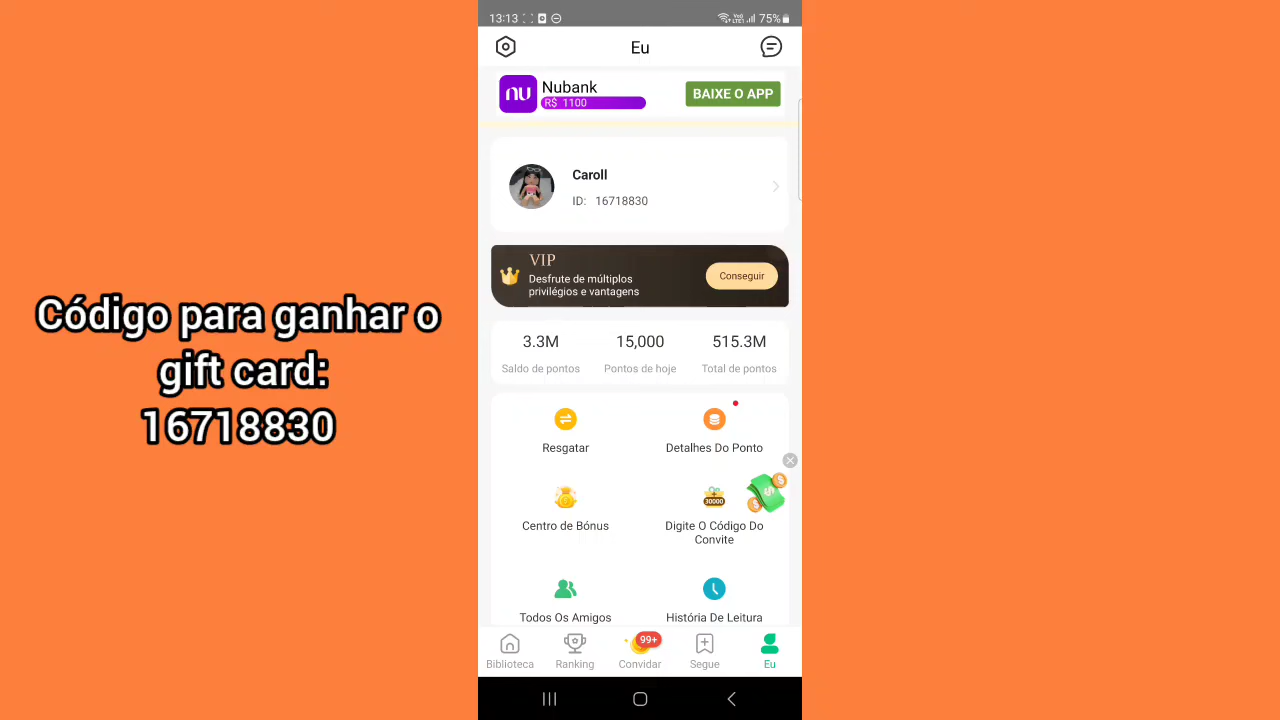 13:13
75%
Eu
nu
Nubank
R$ 1100
BAIXE O APP
Caroll
ID: 16718830
VIP
Desfrute de múltiplos
privilégios e vantagens
Conseguir
3.3M
15,000
515.3M
Saldo de pontos
Pontos de hoje
Total de pontos
Resgatar
Detalhes Do Ponto
Centro de Bónus
30000
Digite O Código Do
Convite
Todos Os Amigos
História De Leitura
99+
Biblioteca
Ranking
Convidar
Segue
Eu
Código para ganhar o
gift card:
16718830